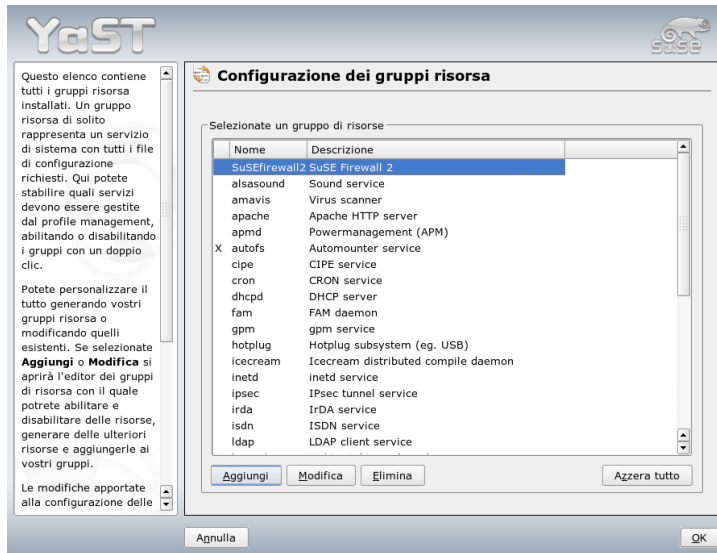 YaST
SUSE
Questo elenco contiene
tutti i gruppi risorsa
installati. Un gruppo
risorsa di solito
rappresenta un servizio
di sistema con tutti i file
di configurazione
richiesti. Qui potete
stabilire quali servizi
devono essere gestite
dal profile management,
abilitando o disabilitando
i gruppi con un doppio
clic.
Potete personalizzare il
tutto generando vostri
gruppi risorsa o
modificando quelli
esistenti. Se selezionate
Aggiungi o Modifica si
aprirà l'editor dei gruppi
di risorsa con il quale
potrete abilitare e
disabilitare delle risorse,
generare delle ulteriori
risorse e aggiungerle ai
vostri gruppi.
Le modifiche apportate
alla configurazione delle
Configurazione dei gruppi risorsa
Selezionate un gruppo di risorse
Nome Descrizione
SuSEfirewall2 SuSE Firewall 2
alsasound Sound service
amavis Virus scanner
apache Apache HTTP server
apmd Powermanagement (APM)
X autofs Automounter service
cipe CIPE service
cron CRON service
dhcpd DHCP server
fam FAM daemon
gpm gpm service
hotplug Hotplug subsystem (eg. USB)
icecream Icecream distributed compile daemon
inetd inetd service
ipsec IPsec tunnel service
irda IrDA service
isdn ISDN service
ldap LDAP client service
Aggiungi Modifica Elimina Azzera tutto
Annulla OK